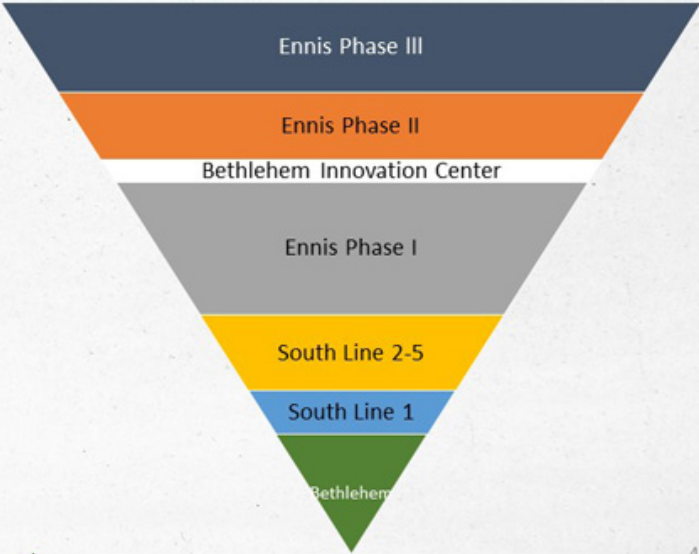 Ennis Phase III
Ennis Phase II
Bethlehem Innovation Center
Ennis Phase I
South Line 2-5
South Line 1
Bethlehem